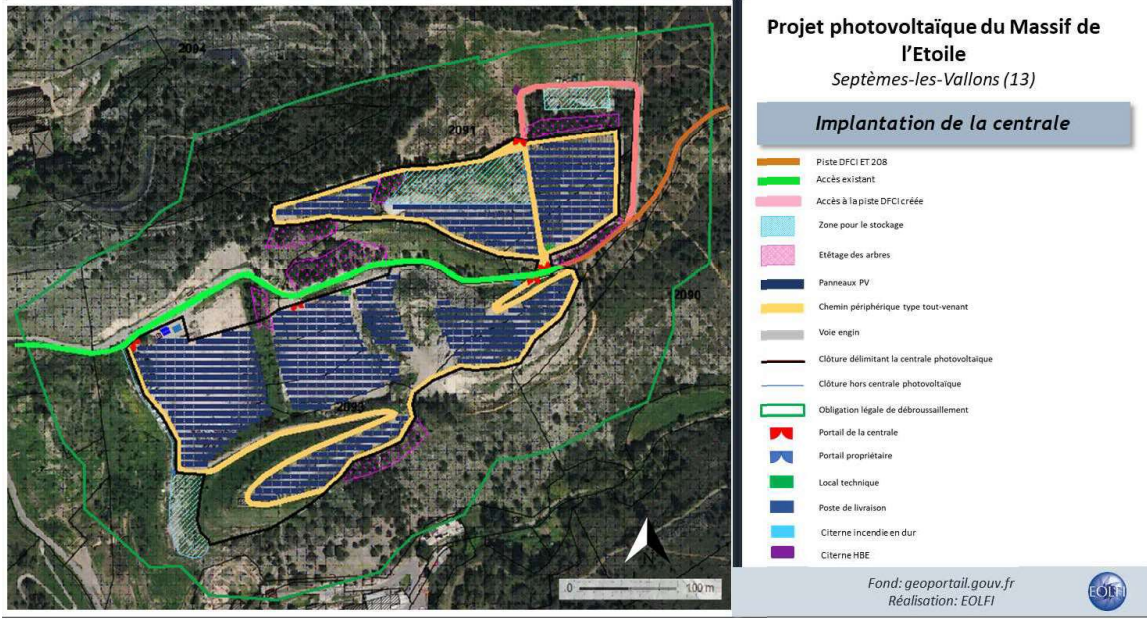 2094
2091
2090
2093
0 100 m
Projet photovoltaïque du Massif de
l'Etoile
Septèmes-les-Vallons (13)
Implantation de la centrale
Piste DFCI ET 208
Accès existant
Accès à la piste DFCI créée
Zone pour le stockage
Etêtage des arbres
Panneaux PV
Chemin périphérique type tout-venant
Voie engin
Clôture délimitant la centrale photovoltaïque
Clôture hors centrale photovoltaïque
Obligation légale de débroussaillement
Portail de la centrale
Portail propriétaire
Local technique
Poste de livraison
Citerne incendie en dur
Citerne HBE
Fond: geoportail.gouv.fr
Réalisation: EOLFI
EOLFI